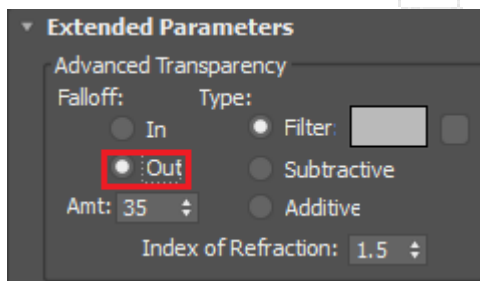 Extended Parameters
Advanced Transparency
Falloff: Type:
In Filter:
Out Subtractive
Amt: 35 Additive
Index of Refraction: 1.5